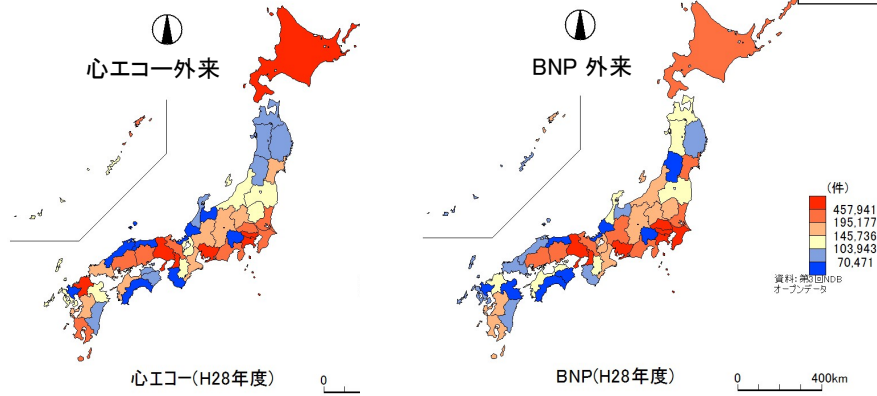 心エコー外来
BNP 外来
(件)
457,941
195,177
145,736
103,943
70,471
資料:第3回NDB
オープンデータ
心エコー(H28年度)
0
BNP(H28年度)
0 400km